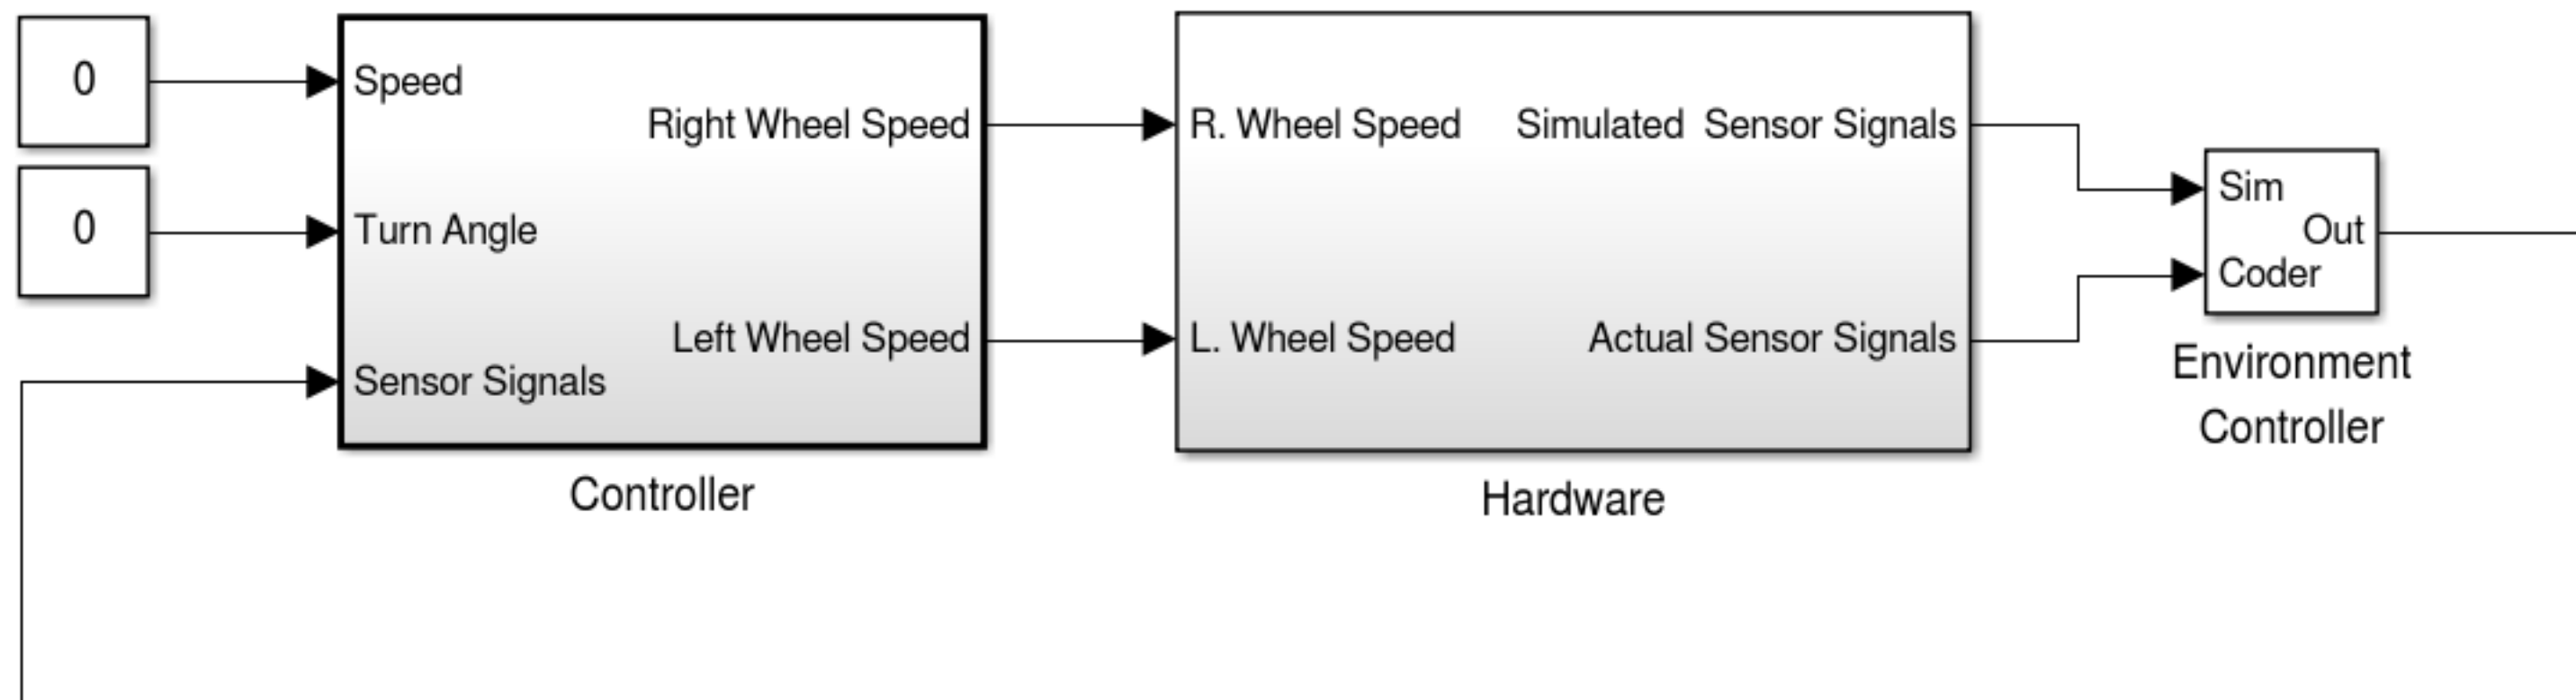 0
0
Speed
Turn Angle
Sensor Signals
Right Wheel Speed
Left Wheel Speed
Controller
R. Wheel Speed
L. Wheel Speed
Simulated  Sensor Signals
Actual Sensor Signals
Hardware
Sim
Coder
Out
Environment
Controller